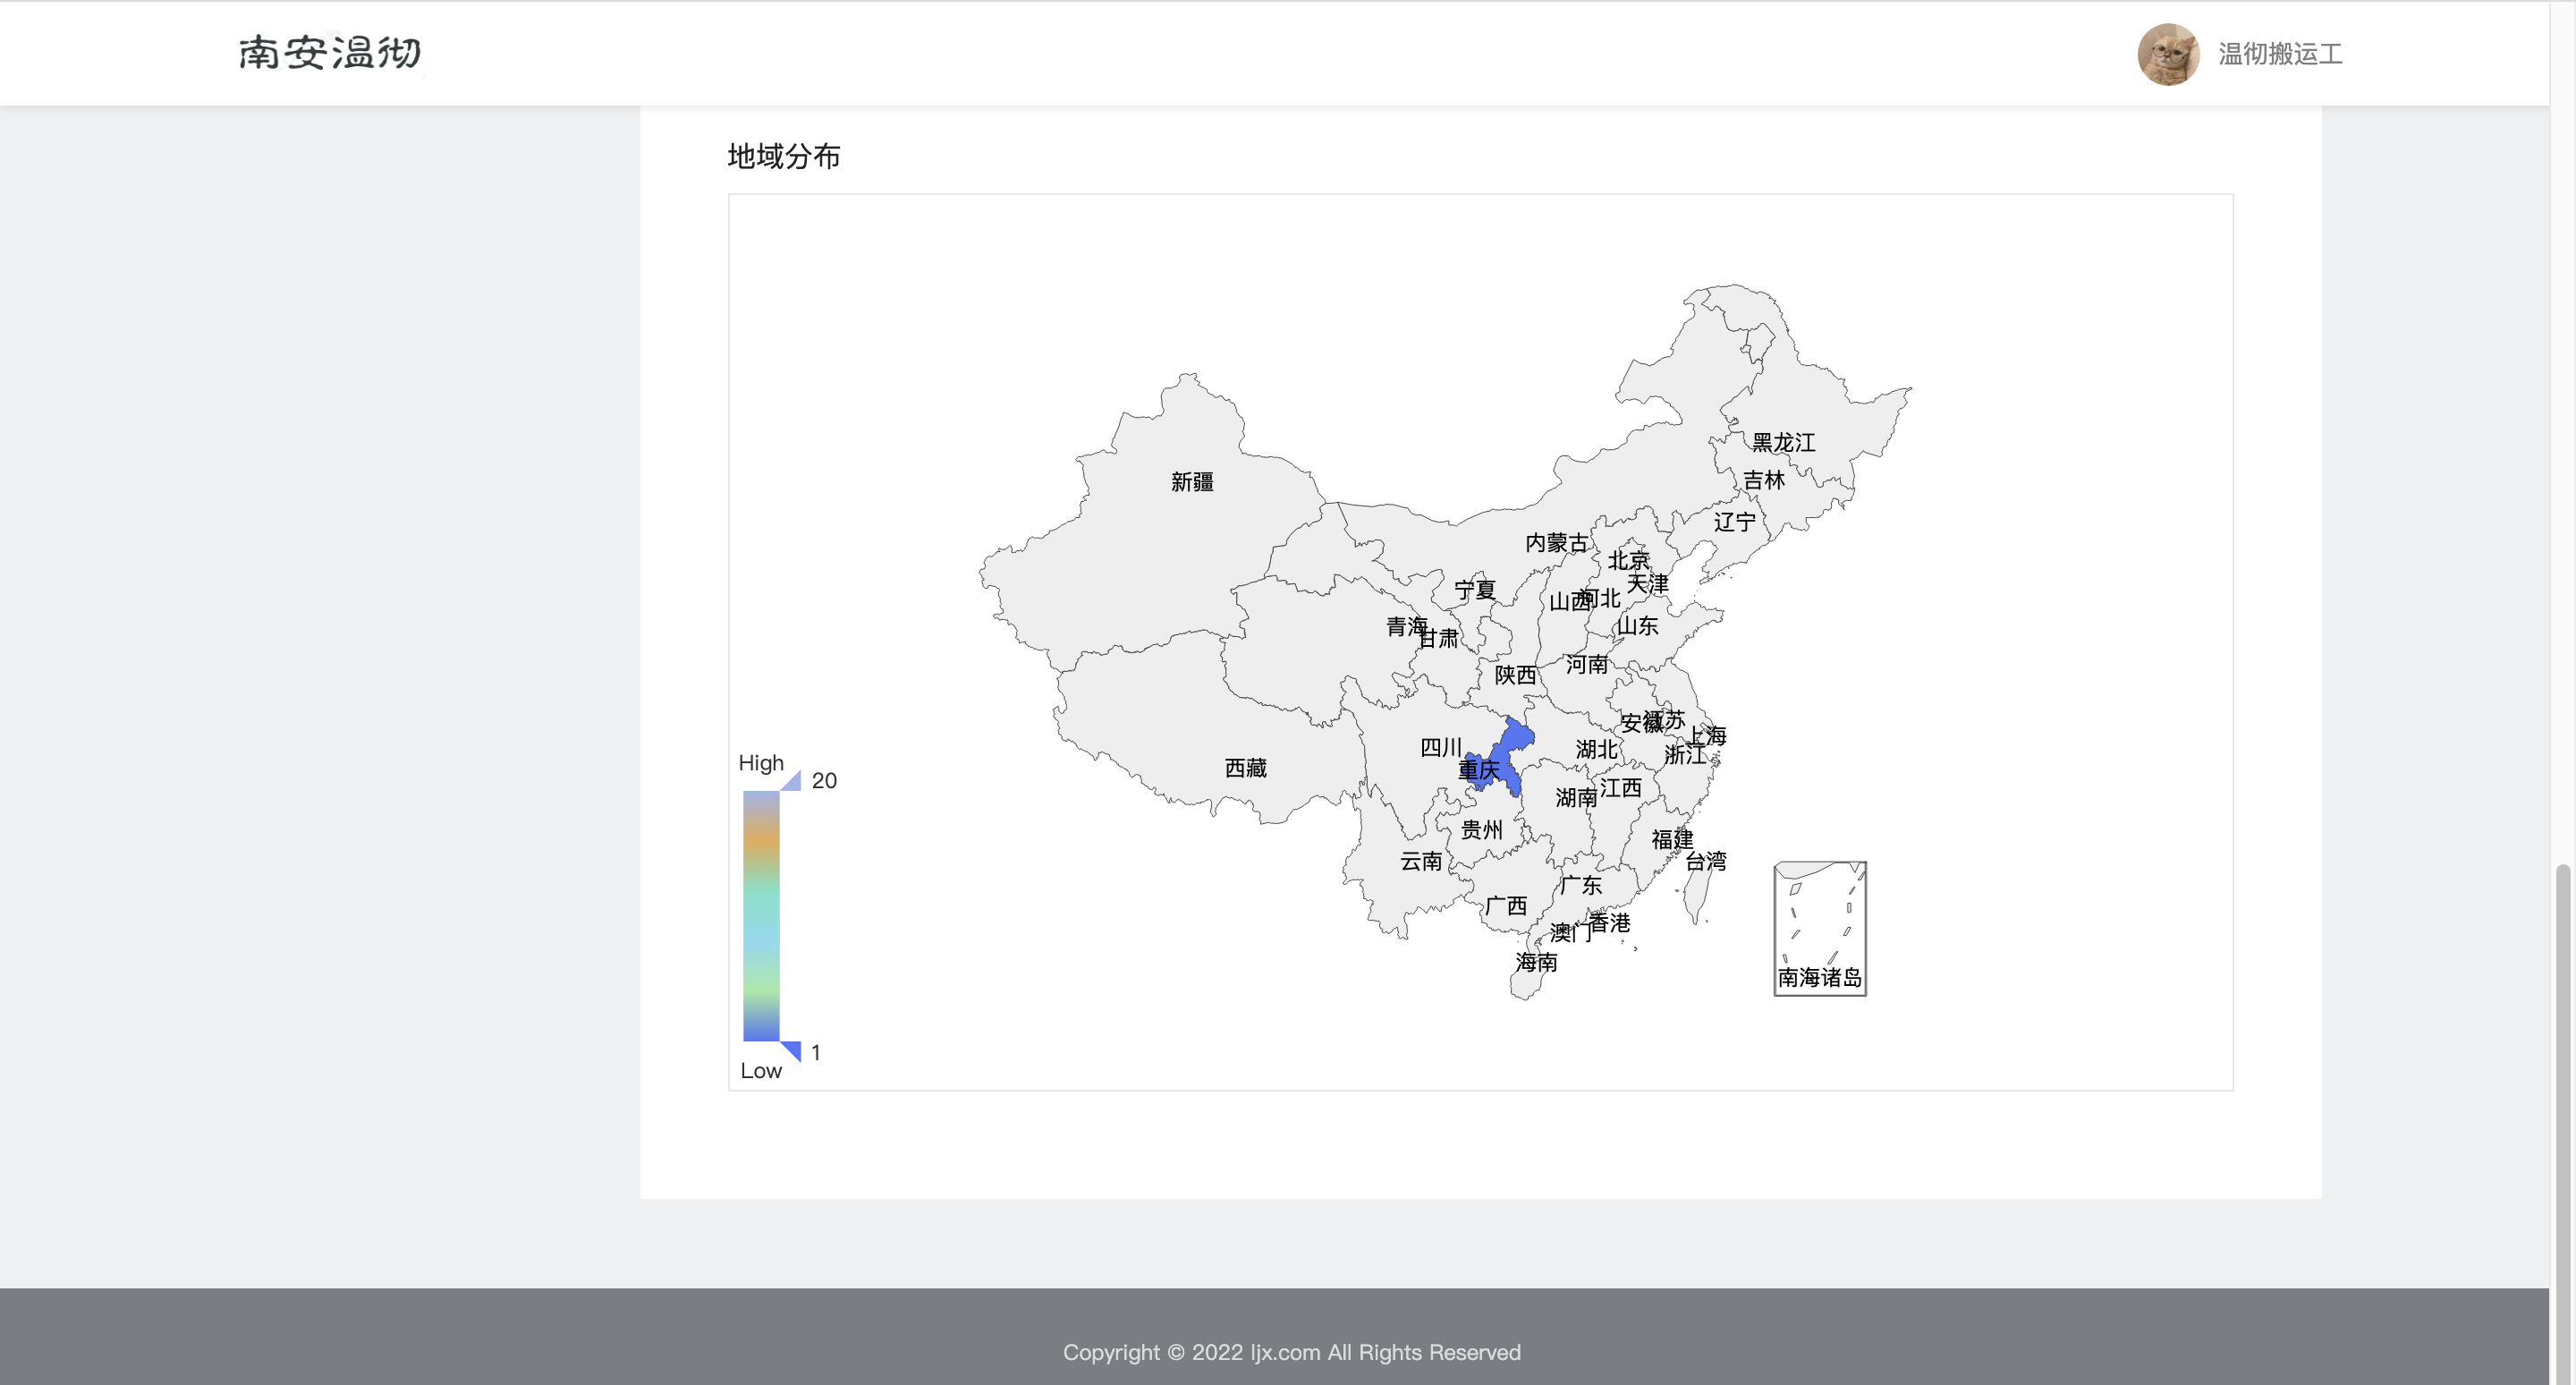 南安温彻
温彻搬运工
地域分布
黑龙江
新疆
吉林
辽宁
内蒙古
北京
天津
宁夏
山西
河北
青海
甘肃
山东
河南
陕西
安徽
江苏
上海
四川
湖北
浙江
High
20
西藏
重庆
湖南
江西
贵州
福建
云南
台湾
广东
广西
香港
澳门
海南
南海诸岛
1
Low
Copyright © 2022 ljx.com All Rights Reserved